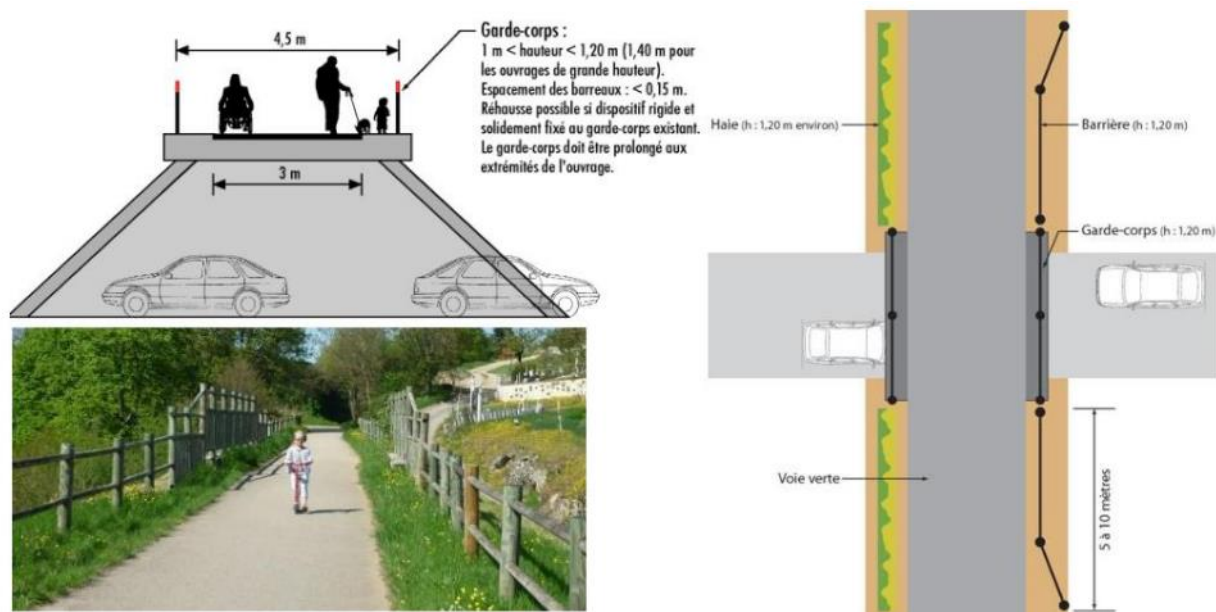 4,5 m
Garde-corps :
1 m < hauteur < 1,20 m (1,40 m pour
les ouvrages de grande hauteur).
Espacement des barreaux : < 0,15 m.
Réhausse possible si dispositif rigide et
solidement fixé au garde-corps existant.
Le garde-corps doit être prolongé aux
extrémités de l'ouvrage.
3 m
Haie (h : 1,20 m environ)
Barrière (h : 1,20 m)
Garde-corps (h : 1,20 m)
Voie verte
5 à 10 mètres